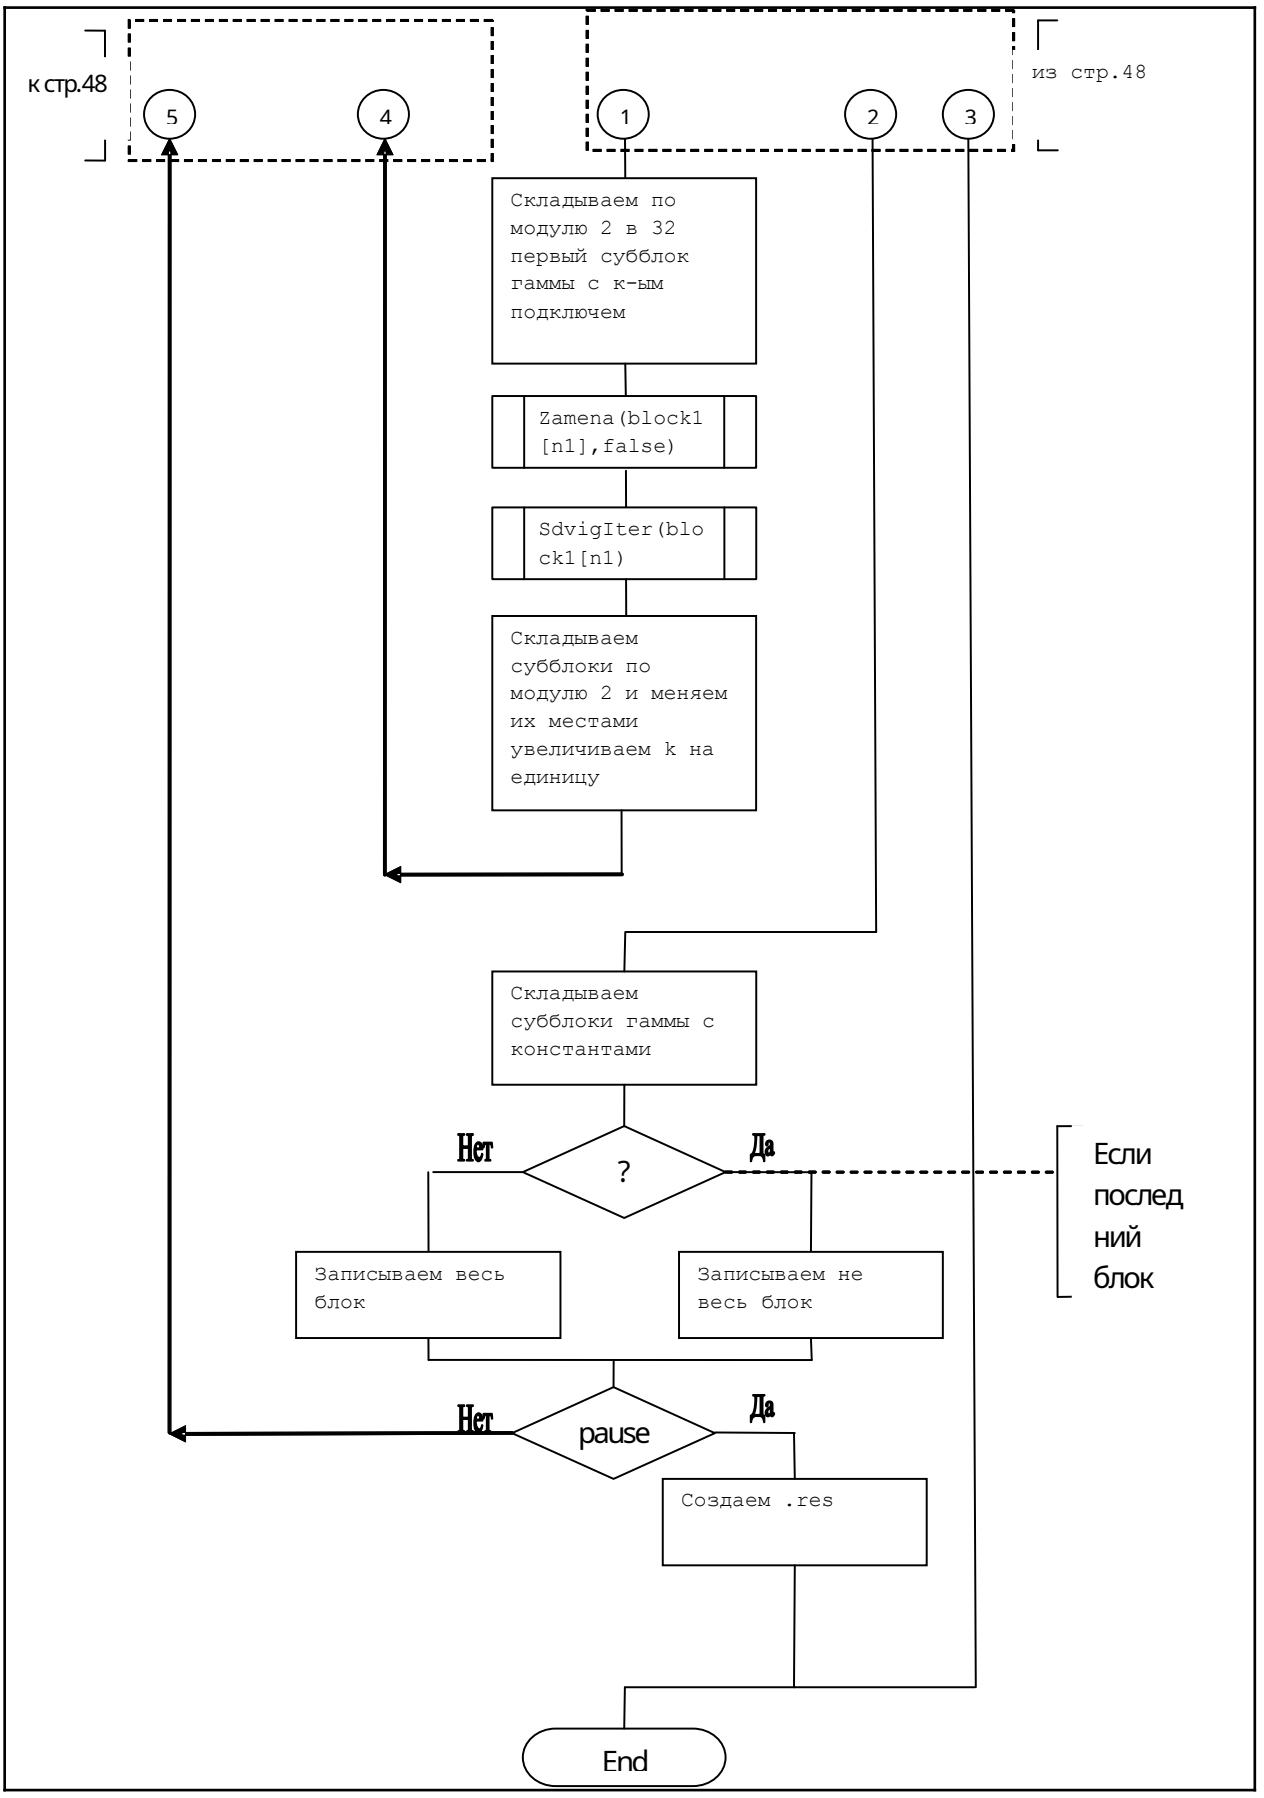 к стр.48
из стр.48
5
4
1
2
3
Складываем по
модулю 2 в 32
первый субблок
гаммы с к-ым
подключем
Zamena(block1
[n1],false)
SdvigIter(blo
ck1[n1)
Складываем
субблоки по
модулю 2 и меняем
их местами
увеличиваем k на
единицу
Складываем
субблоки гаммы с
константами
Нет
?
Да
Если
послед
ний
блок
Записываем весь
блок
Записываем не
весь блок
Нет
pause
Да
Создаем .res
End